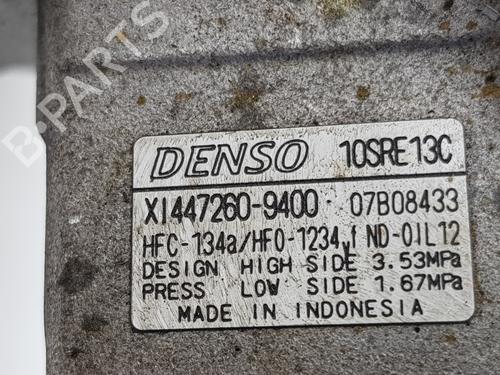 B-PARTS
DENSO 10SRE13C
X1447260-9400 07B08433
HFC-134a/HFO-1234yf ND-OIL12
DESIGN HIGH SIDE 3.53MPa
PRESS LOW SIDE 1.67MPa
MADE IN INDONESIA